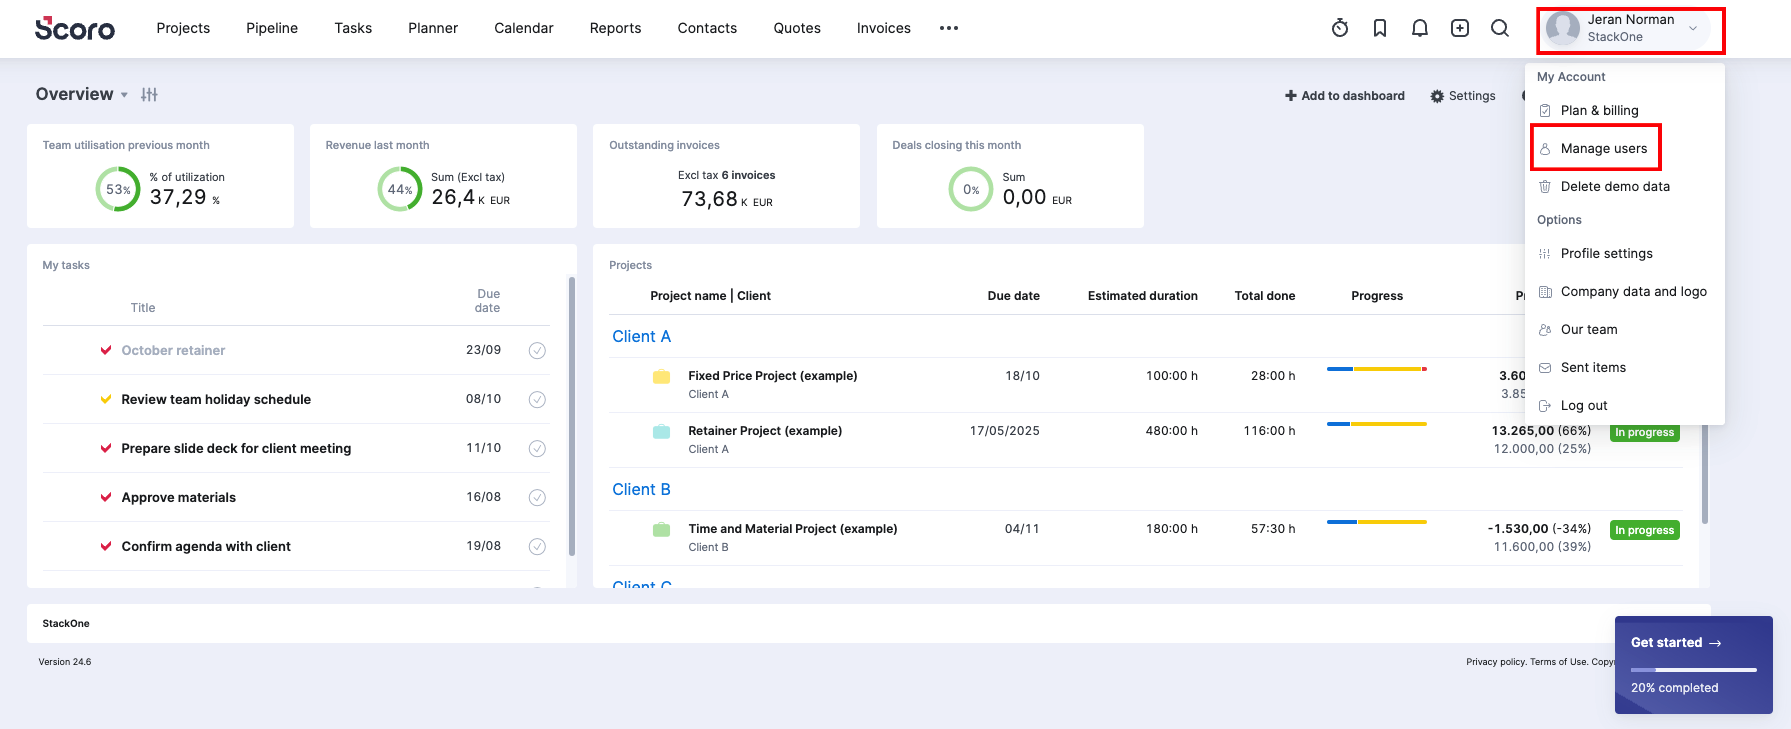 Scoro
Projects Pipeline Tasks Planner Calendar Reports Contacts Quotes Invoices
Jeran Norman
StackOne
My Account
Plan & billing
Manage users
Delete demo data
Options
Profile settings
Company data and logo
Our team
Sent items
Log out
Overview
Add to dashboard Settings
Team utilisation previous month
53%
% of utilization
37,29 %
Revenue last month
44%
Sum (Excl tax)
26,4 K EUR
Outstanding invoices
Excl tax 6 invoices
73,68 K EUR
Deals closing this month
0%
Sum
0,00 EUR
My tasks
Title Due date
October retainer 23/09
Review team holiday schedule 08/10
Prepare slide deck for client meeting 11/10
Approve materials 16/08
Confirm agenda with client 19/08
Projects
Project name | Client Due date Estimated duration Total done Progress
Client A
Fixed Price Project (example) 18/10 100:00 h 28:00 h 3.60
Client A 3.85
Retainer Project (example) 17/05/2025 480:00 h 116:00 h 13.265,00 (66%) In progress
Client A 12.000,00 (25%)
Client B
Time and Material Project (example) 04/11 180:00 h 57:30 h -1.530,00 (-34%) In progress
Client B 11.600,00 (39%)
Client C
StackOne
Version 24.6
Privacy policy. Terms of Use. Copy
Get started →
20% completed